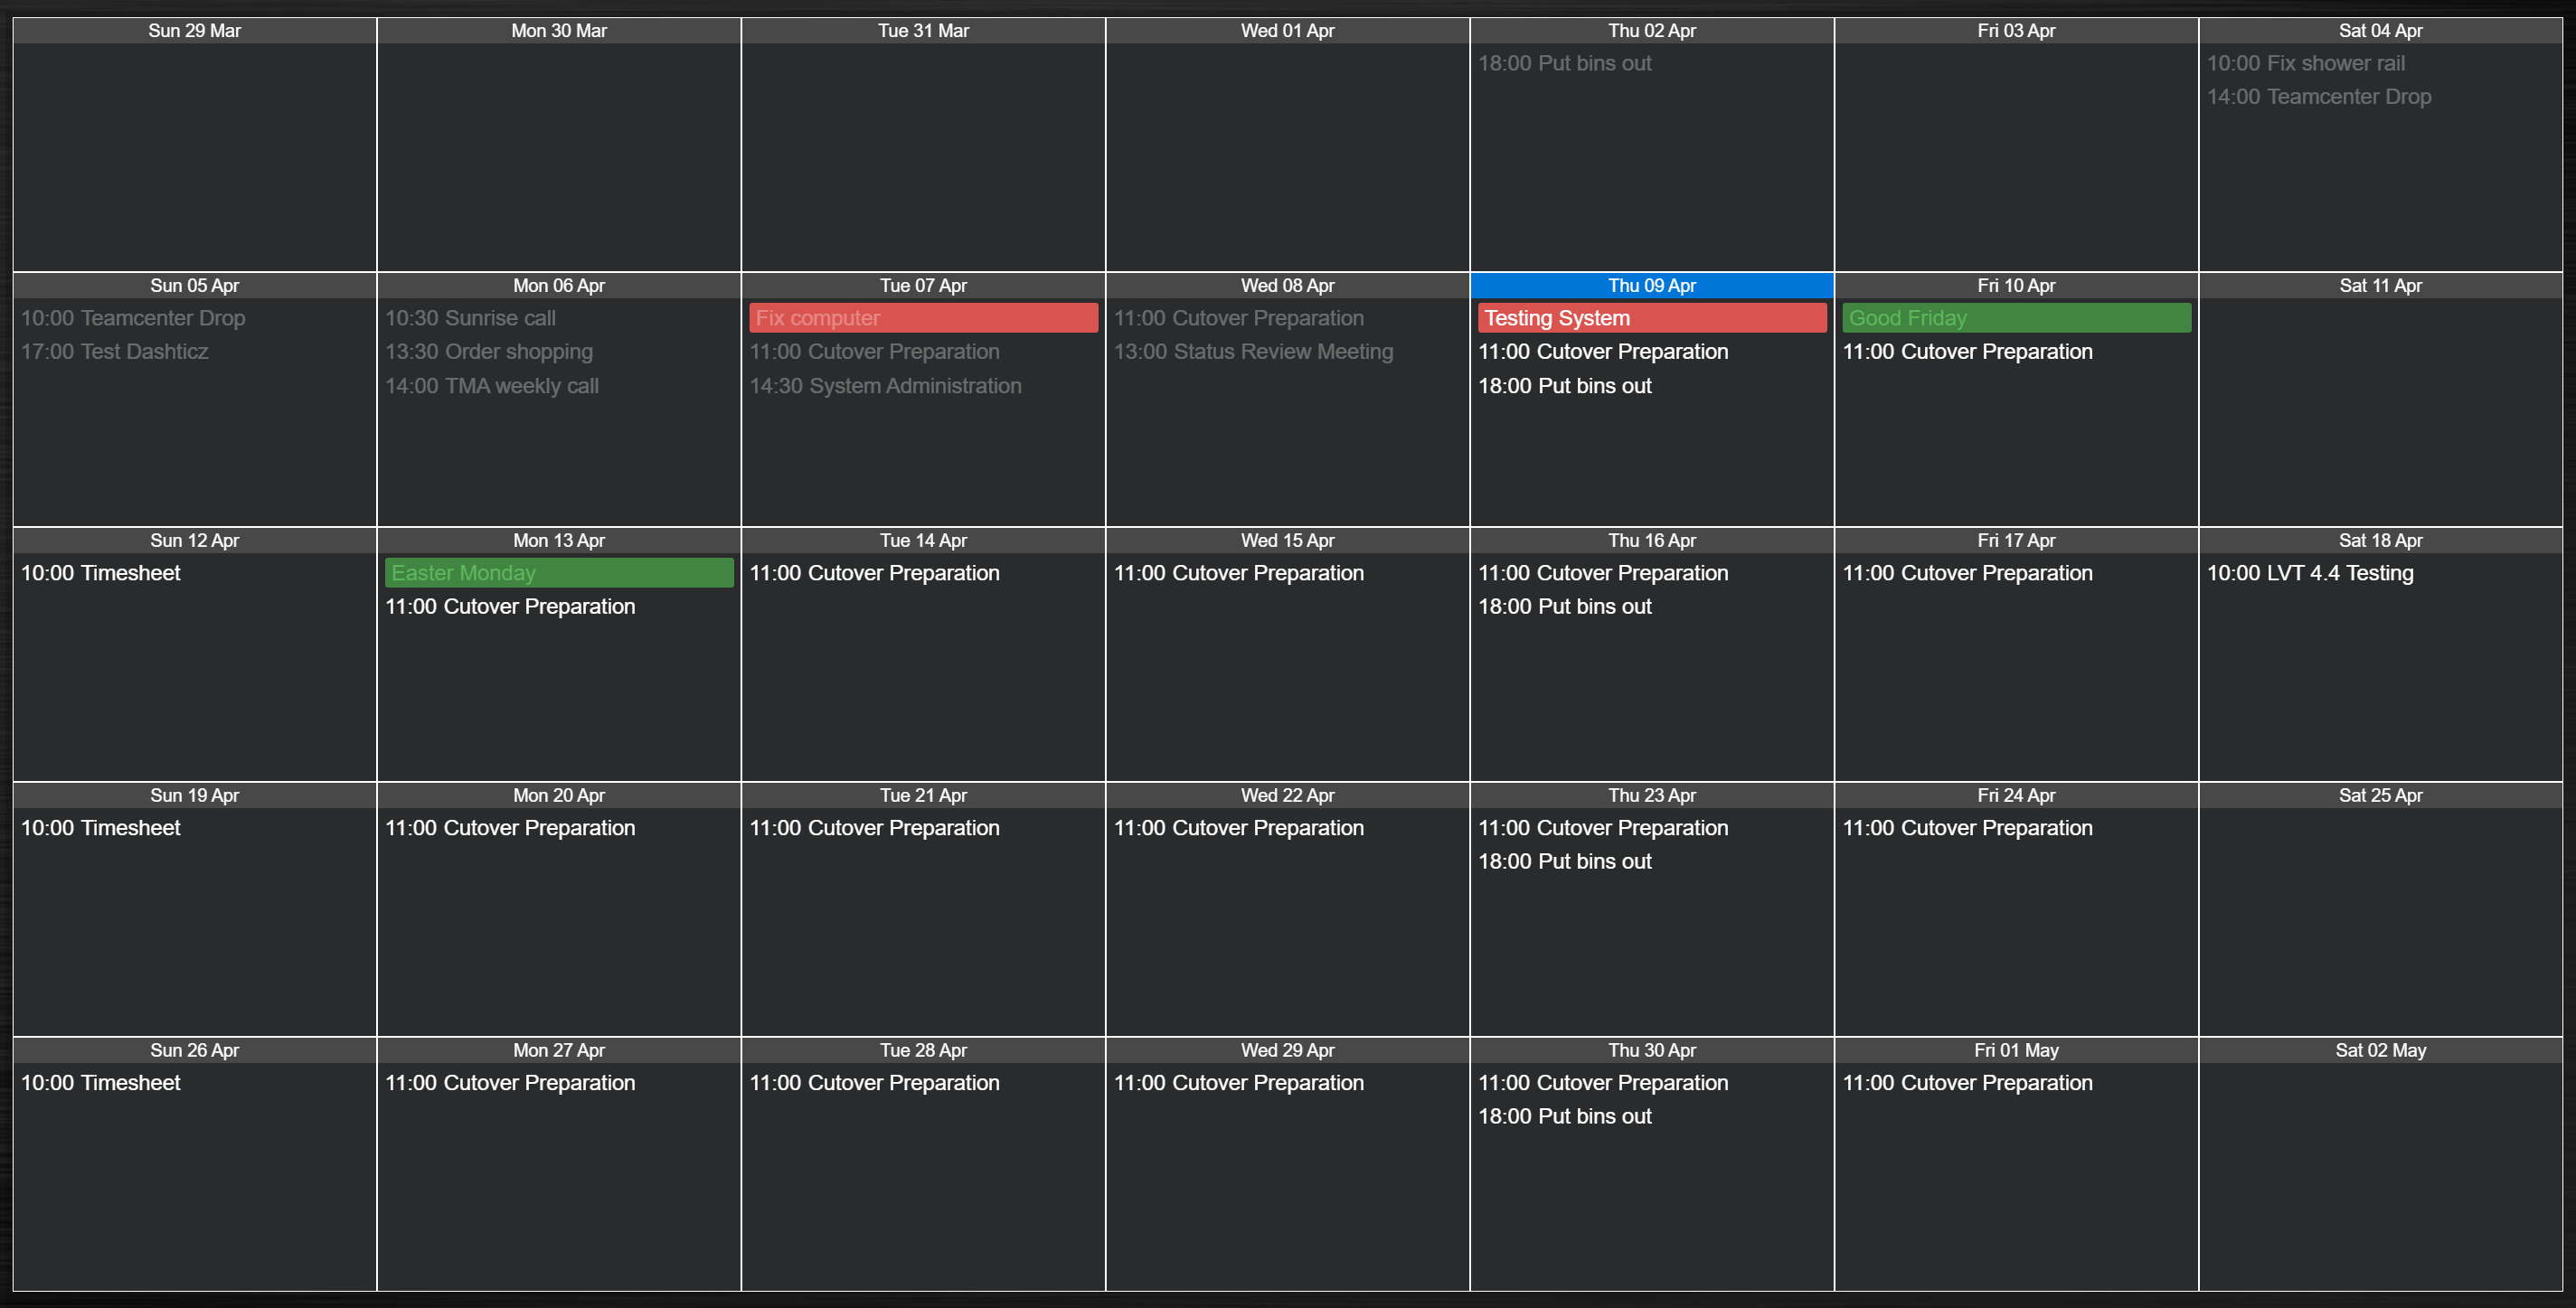 Sun 29 Mar
Mon 30 Mar
Tue 31 Mar
Wed 01 Apr
Thu 02 Apr
18:00 Put bins out
Fri 03 Apr
Sat 04 Apr
10:00 Fix shower rail
14:00 Teamcenter Drop
Sun 05 Apr
10:00 Teamcenter Drop
17:00 Test Dashticz
Mon 06 Apr
10:30 Sunrise call
13:30 Order shopping
14:00 TMA weekly call
Tue 07 Apr
Fix computer
11:00 Cutover Preparation
14:30 System Administration
Wed 08 Apr
11:00 Cutover Preparation
13:00 Status Review Meeting
Thu 09 Apr
Testing System
11:00 Cutover Preparation
18:00 Put bins out
Fri 10 Apr
Good Friday
11:00 Cutover Preparation
Sat 11 Apr
Sun 12 Apr
10:00 Timesheet
Mon 13 Apr
Easter Monday
11:00 Cutover Preparation
Tue 14 Apr
11:00 Cutover Preparation
Wed 15 Apr
11:00 Cutover Preparation
Thu 16 Apr
11:00 Cutover Preparation
18:00 Put bins out
Fri 17 Apr
11:00 Cutover Preparation
Sat 18 Apr
10:00 LVT 4.4 Testing
Sun 19 Apr
10:00 Timesheet
Mon 20 Apr
11:00 Cutover Preparation
Tue 21 Apr
11:00 Cutover Preparation
Wed 22 Apr
11:00 Cutover Preparation
Thu 23 Apr
11:00 Cutover Preparation
18:00 Put bins out
Fri 24 Apr
11:00 Cutover Preparation
Sat 25 Apr
Sun 26 Apr
10:00 Timesheet
Mon 27 Apr
11:00 Cutover Preparation
Tue 28 Apr
11:00 Cutover Preparation
Wed 29 Apr
11:00 Cutover Preparation
Thu 30 Apr
11:00 Cutover Preparation
18:00 Put bins out
Fri 01 May
11:00 Cutover Preparation
Sat 02 May